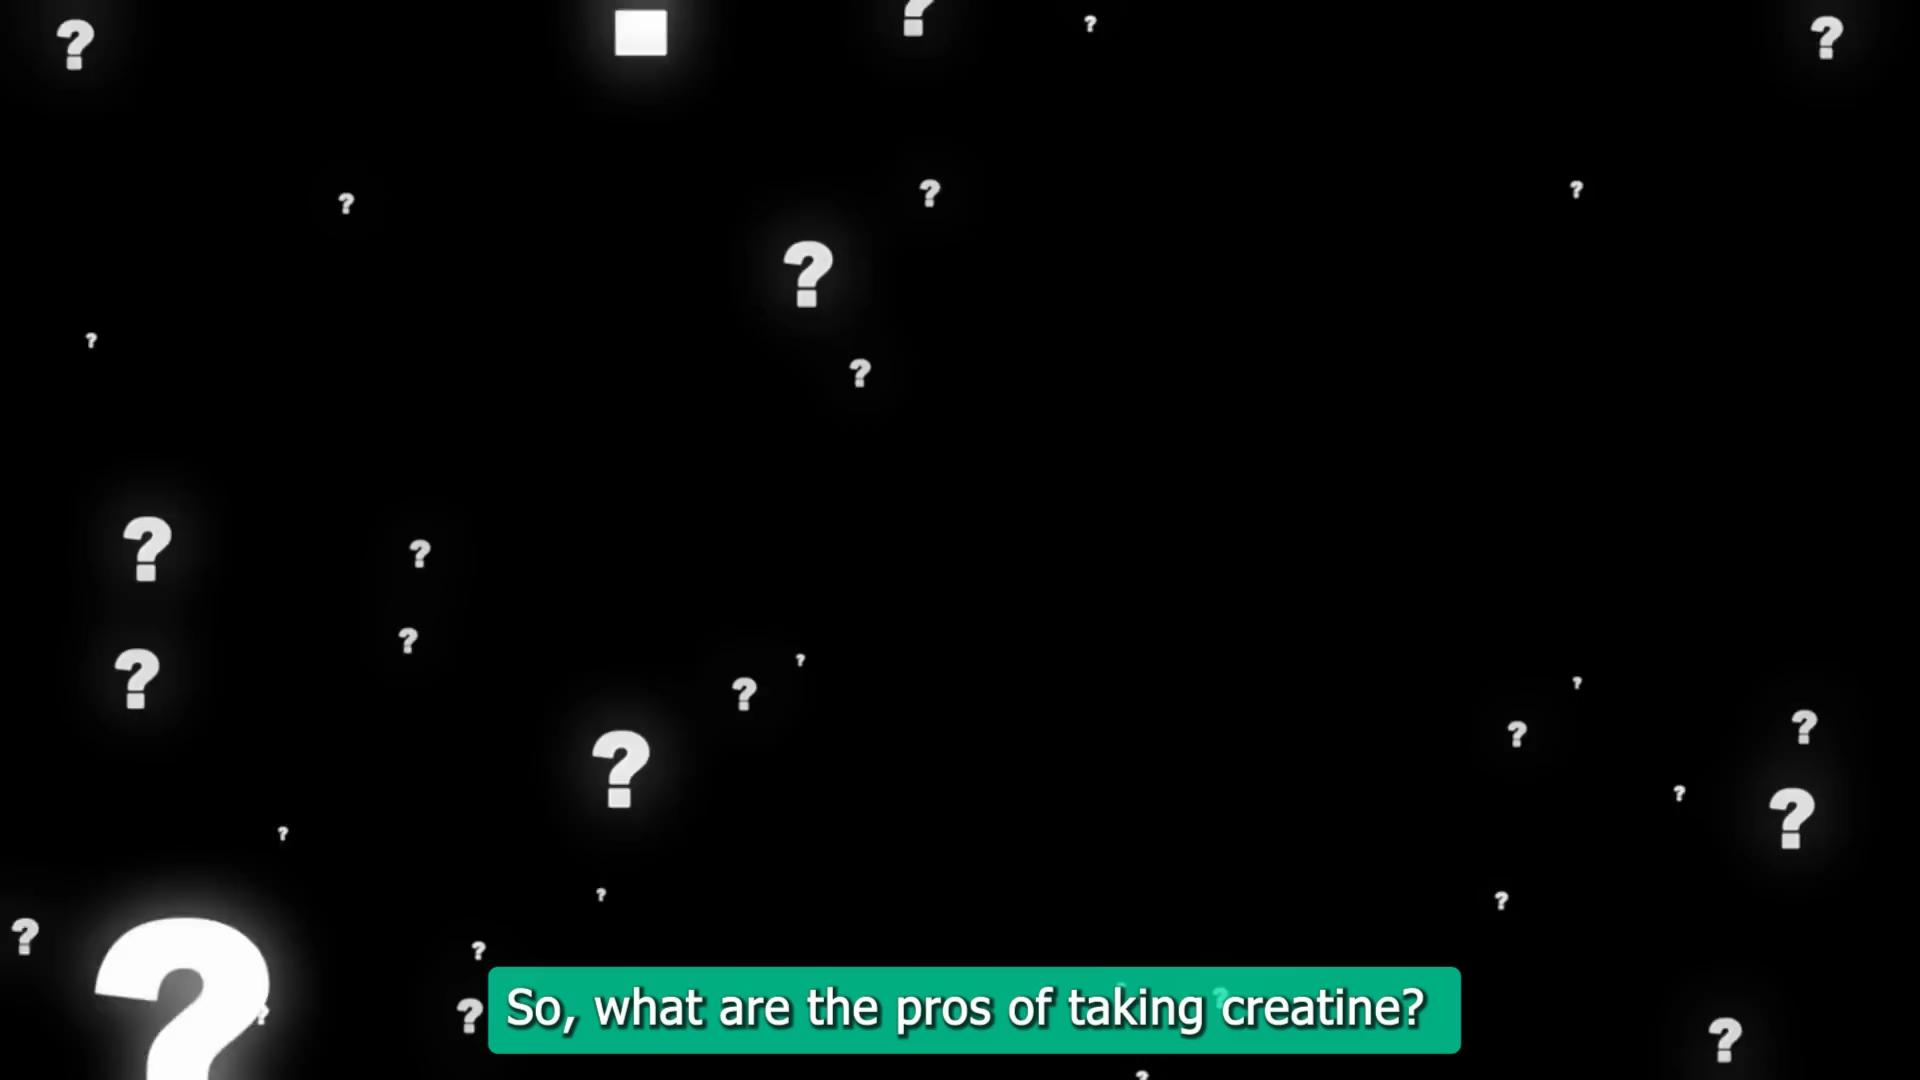 So, what are the pros of taking creatine?